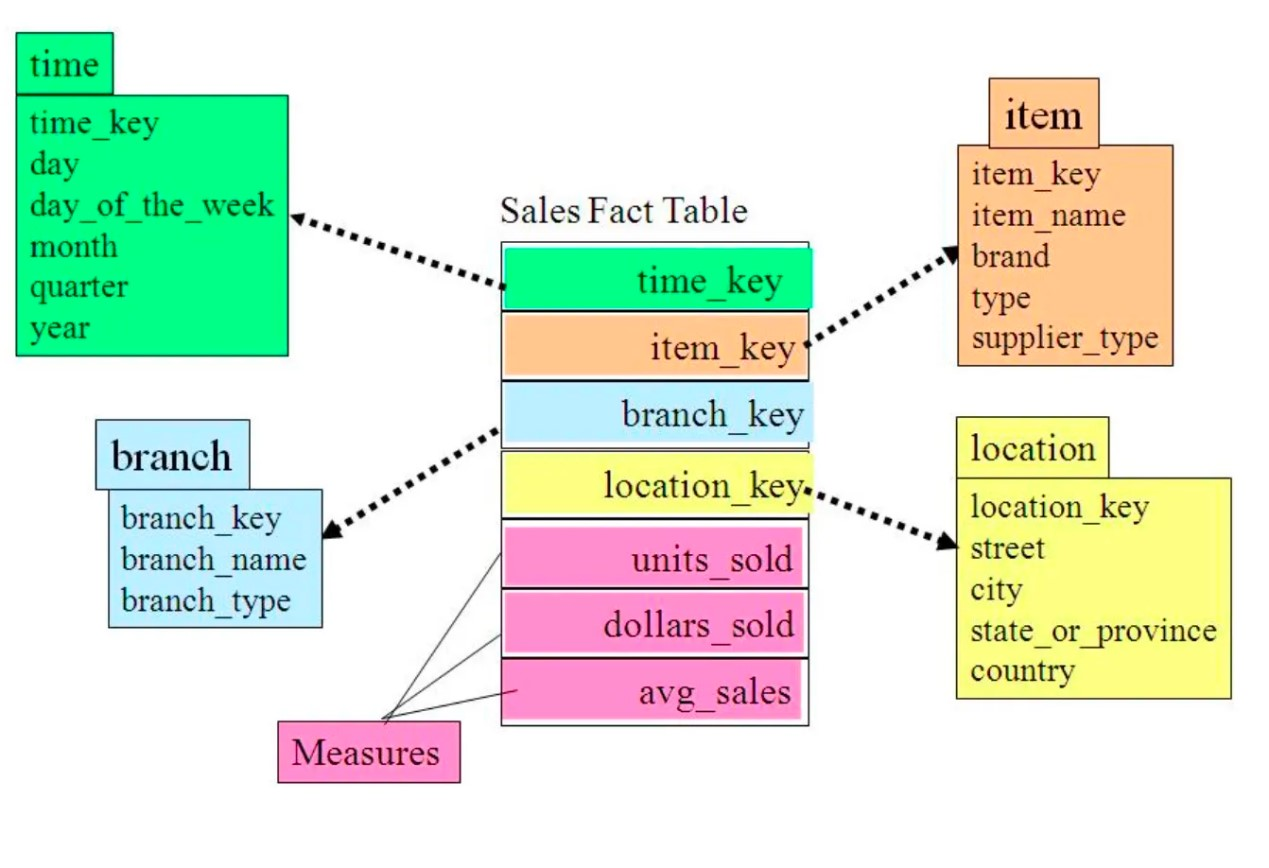 time
time_key
day
day_of_the_week
month
quarter
year
item
item_key
item_name
brand
type
supplier_type
Sales Fact Table
time_key
item_key
branch_key
location_key
units_sold
dollars_sold
avg_sales
branch
branch_key
branch_name
branch_type
location
location_key
street
city
state_or_province
country
Measures